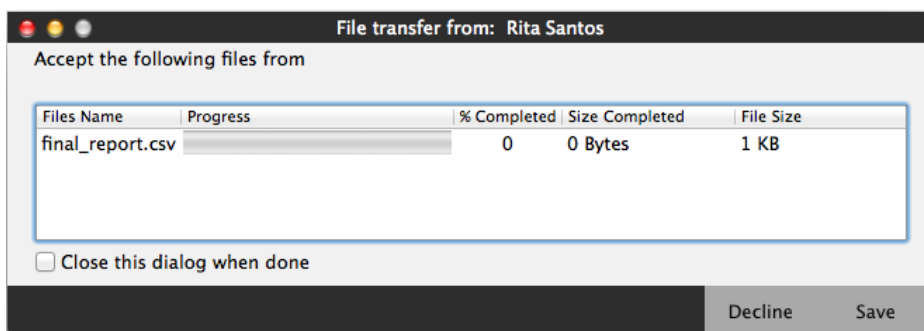 File transfer from: Rita Santos
Accept the following files from
Files Name Progress % Completed Size Completed File Size
final_report.csv 0 0 Bytes 1 KB
Close this dialog when done
Decline Save